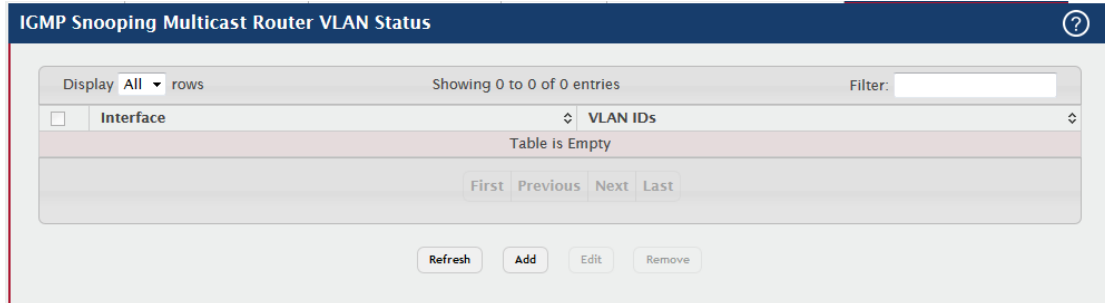 IGMP Snooping Multicast Router VLAN Status ?
Display All rows Showing 0 to 0 of 0 entries Filter:
Interface VLAN IDs
Table is Empty
First Previous Next Last
Refresh Add Edit Remove